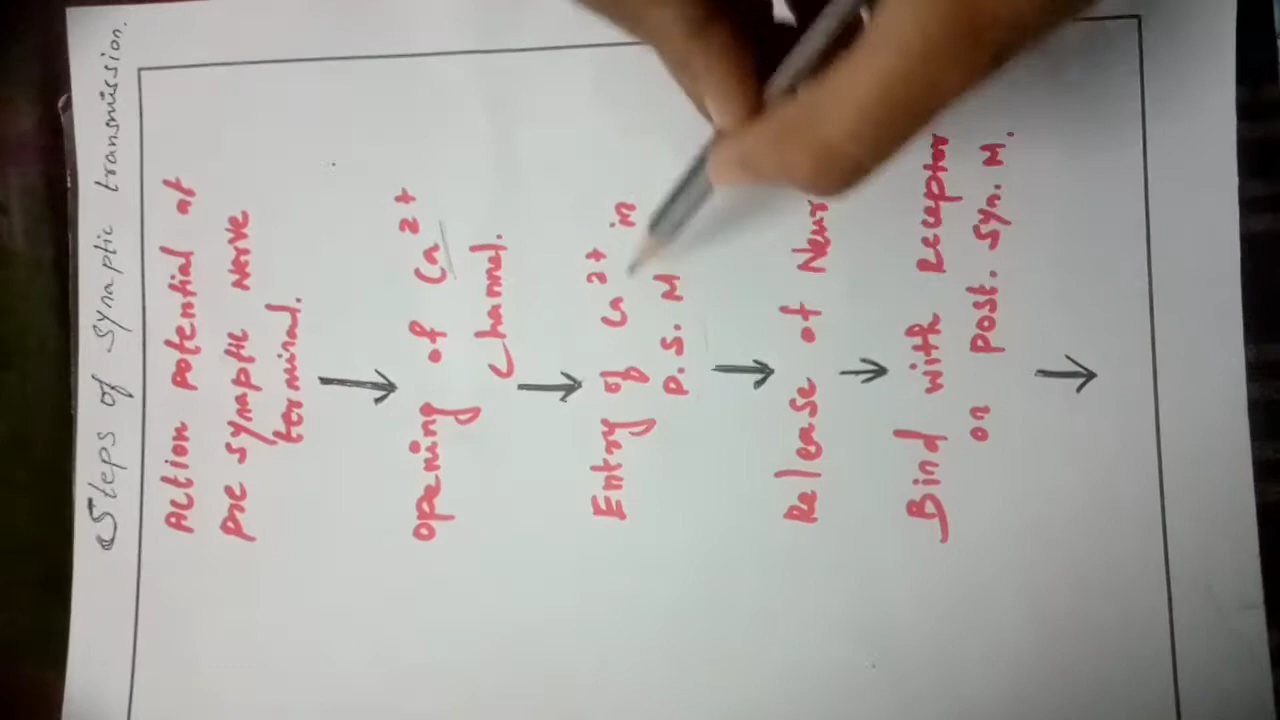 Steps of Synaptic transmission.
Action potential at
pre synaptic nerve
terminal.
opening of Ca2+
channel.
Entry of Ca2+ in
P.S. M
Release of
Bind with receptor
on post. syn. M.